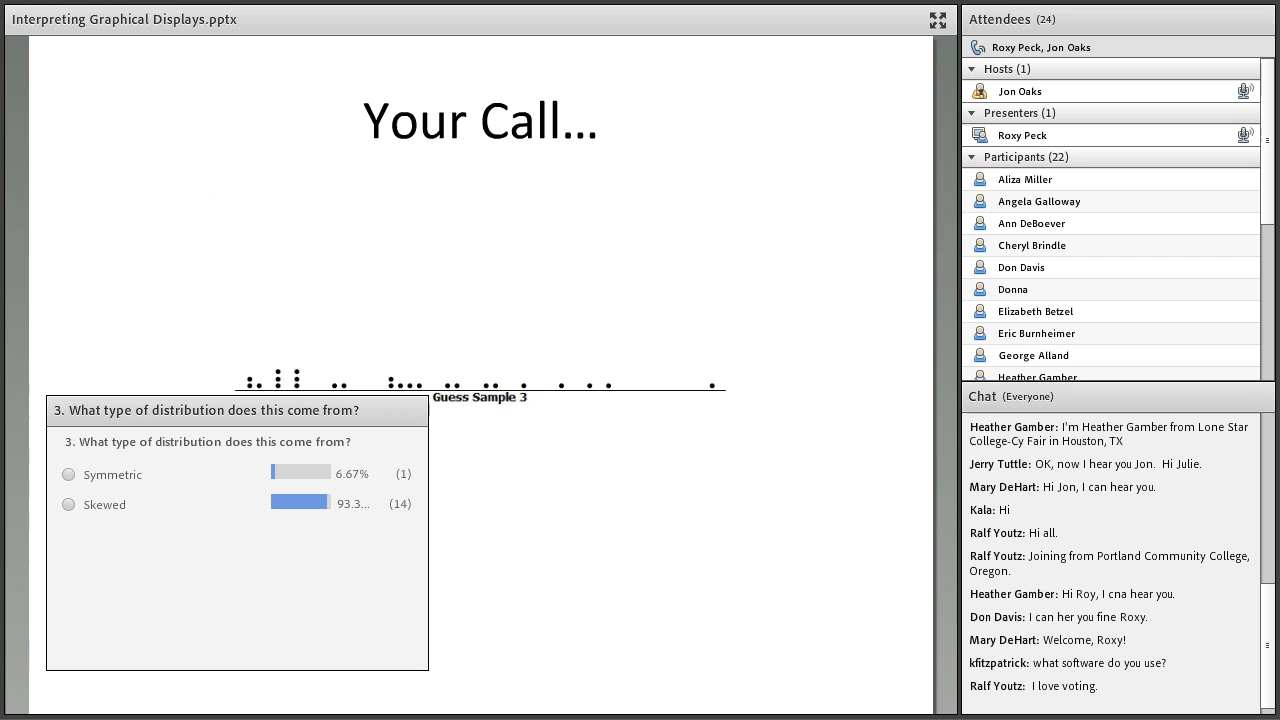 Interpreting Graphical Displays.pptx
Your Call...
Guess Sample 3
3. What type of distribution does this come from?
3. What type of distribution does this come from?
Symmetric 6.67% (1)
Skewed 93.3... (14)
Attendees (24)
Roxy Peck, Jon Oaks
Hosts (1)
Jon Oaks
Presenters (1)
Roxy Peck
Participants (22)
Aliza Miller
Angela Galloway
Ann DeBoever
Cheryl Brindle
Don Davis
Donna
Elizabeth Betzel
Eric Burnheimer
George Alland
Heather Gamber
Chat (Everyone)
Heather Gamber: I'm Heather Gamber from Lone Star
College-Cy Fair in Houston, TX
Jerry Tuttle: OK, now I hear you Jon. Hi Julie.
Mary DeHart: Hi Jon, I can hear you.
Kala: Hi
Ralf Youtz: Hi all.
Ralf Youtz: Joining from Portland Community College,
Oregon.
Heather Gamber: Hi Roy, I cna hear you.
Don Davis: I can her you fine Roxy.
Mary DeHart: Welcome, Roxy!
kfitzpatrick: what software do you use?
Ralf Youtz: I love voting.